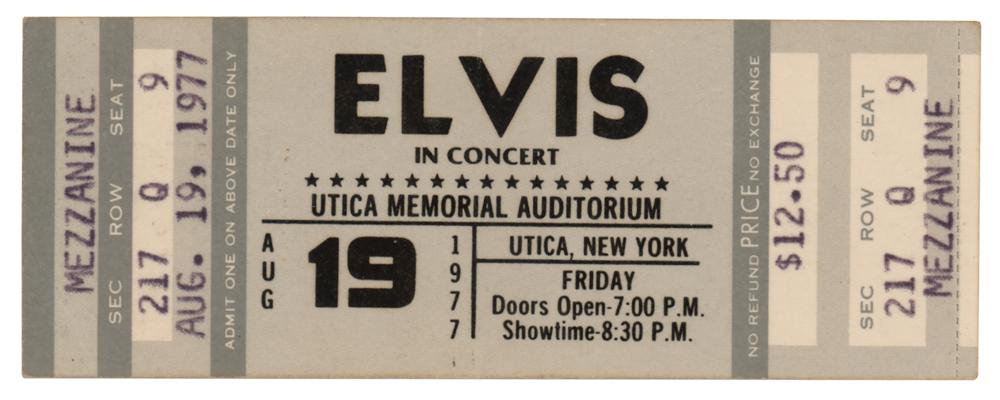 MEZZANINE
SEC ROW SEAT
217 Q 9
AUG. 19, 1977
ADMIT ONE ON ABOVE DATE ONLY
ELVIS
IN CONCERT
★★★★★★★★★★★★★★★
UTICA MEMORIAL AUDITORIUM
AUG 19 1977
UTICA, NEW YORK
FRIDAY
Doors Open-7:00 P.M.
Showtime-8:30 P.M.
NO REFUND PRICE NO EXCHANGE
$12.50
SEC ROW SEAT
217 Q 9
MEZZANINE